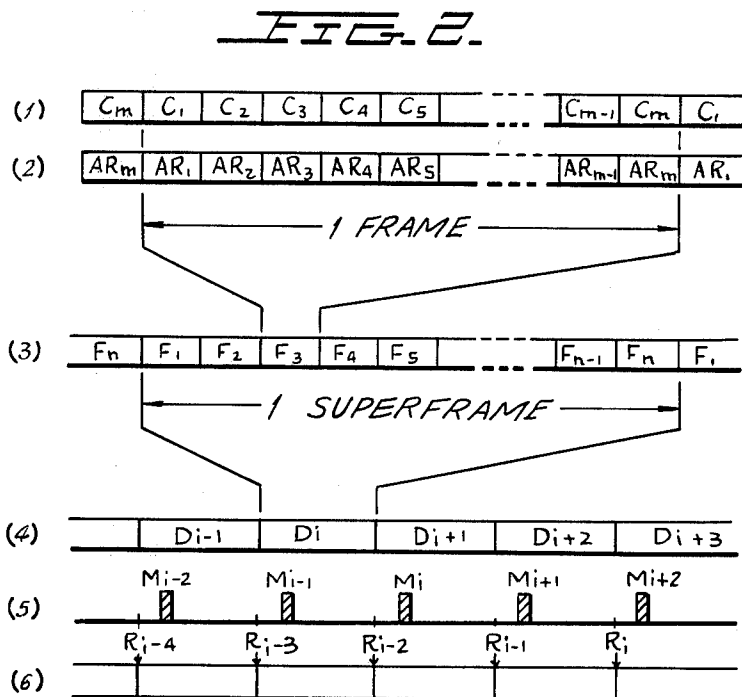 FIG. 2.
(1) Cm C1 C2 C3 C4 C5 Cm-1 Cm C1
(2) ARm AR1 AR2 AR3 AR4 AR5 ARm-1 ARm AR1
1 FRAME
(3) Fn F1 F2 F3 F4 F5 Fn-1 Fn F1
1 SUPERFRAME
(4) Di-1 Di Di+1 Di+2 Di+3
Mi-2 Mi-1 Mi Mi+1 Mi+2
(5)
Ri-4 Ri-3 Ri-2 Ri-1 Ri
(6)